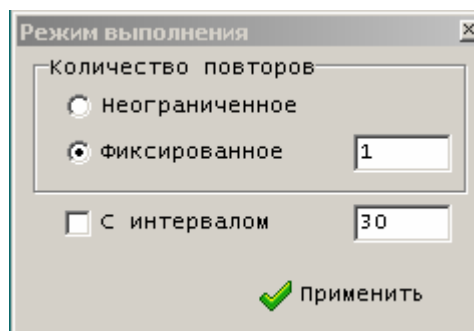 Режим выполнения
Количество повторов
Неограниченное
Фиксированное 1
С интервалом 30
Применить